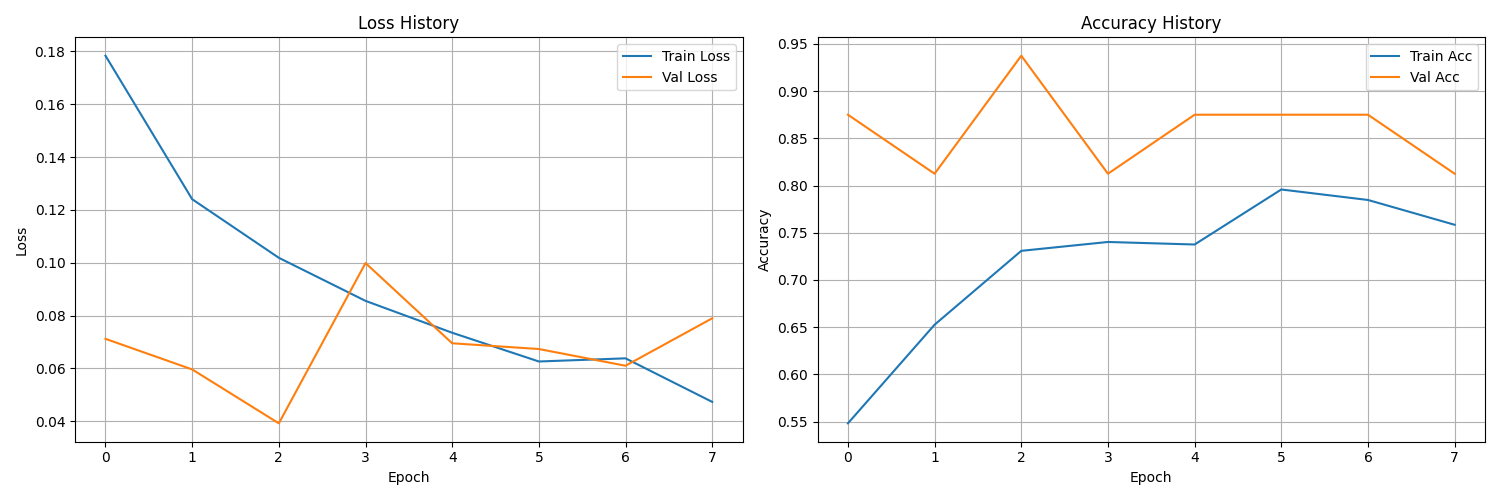 Loss History
Train Loss
Val Loss
0.18
0.16
0.14
0.12
0.10
0.08
0.06
0.04
Loss
0 1 2 3 4 5 6 7
Epoch
Accuracy History
Train Acc
Val Acc
0.95
0.90
0.85
0.80
0.75
0.70
0.65
0.60
0.55
Accuracy
0 1 2 3 4 5 6 7
Epoch